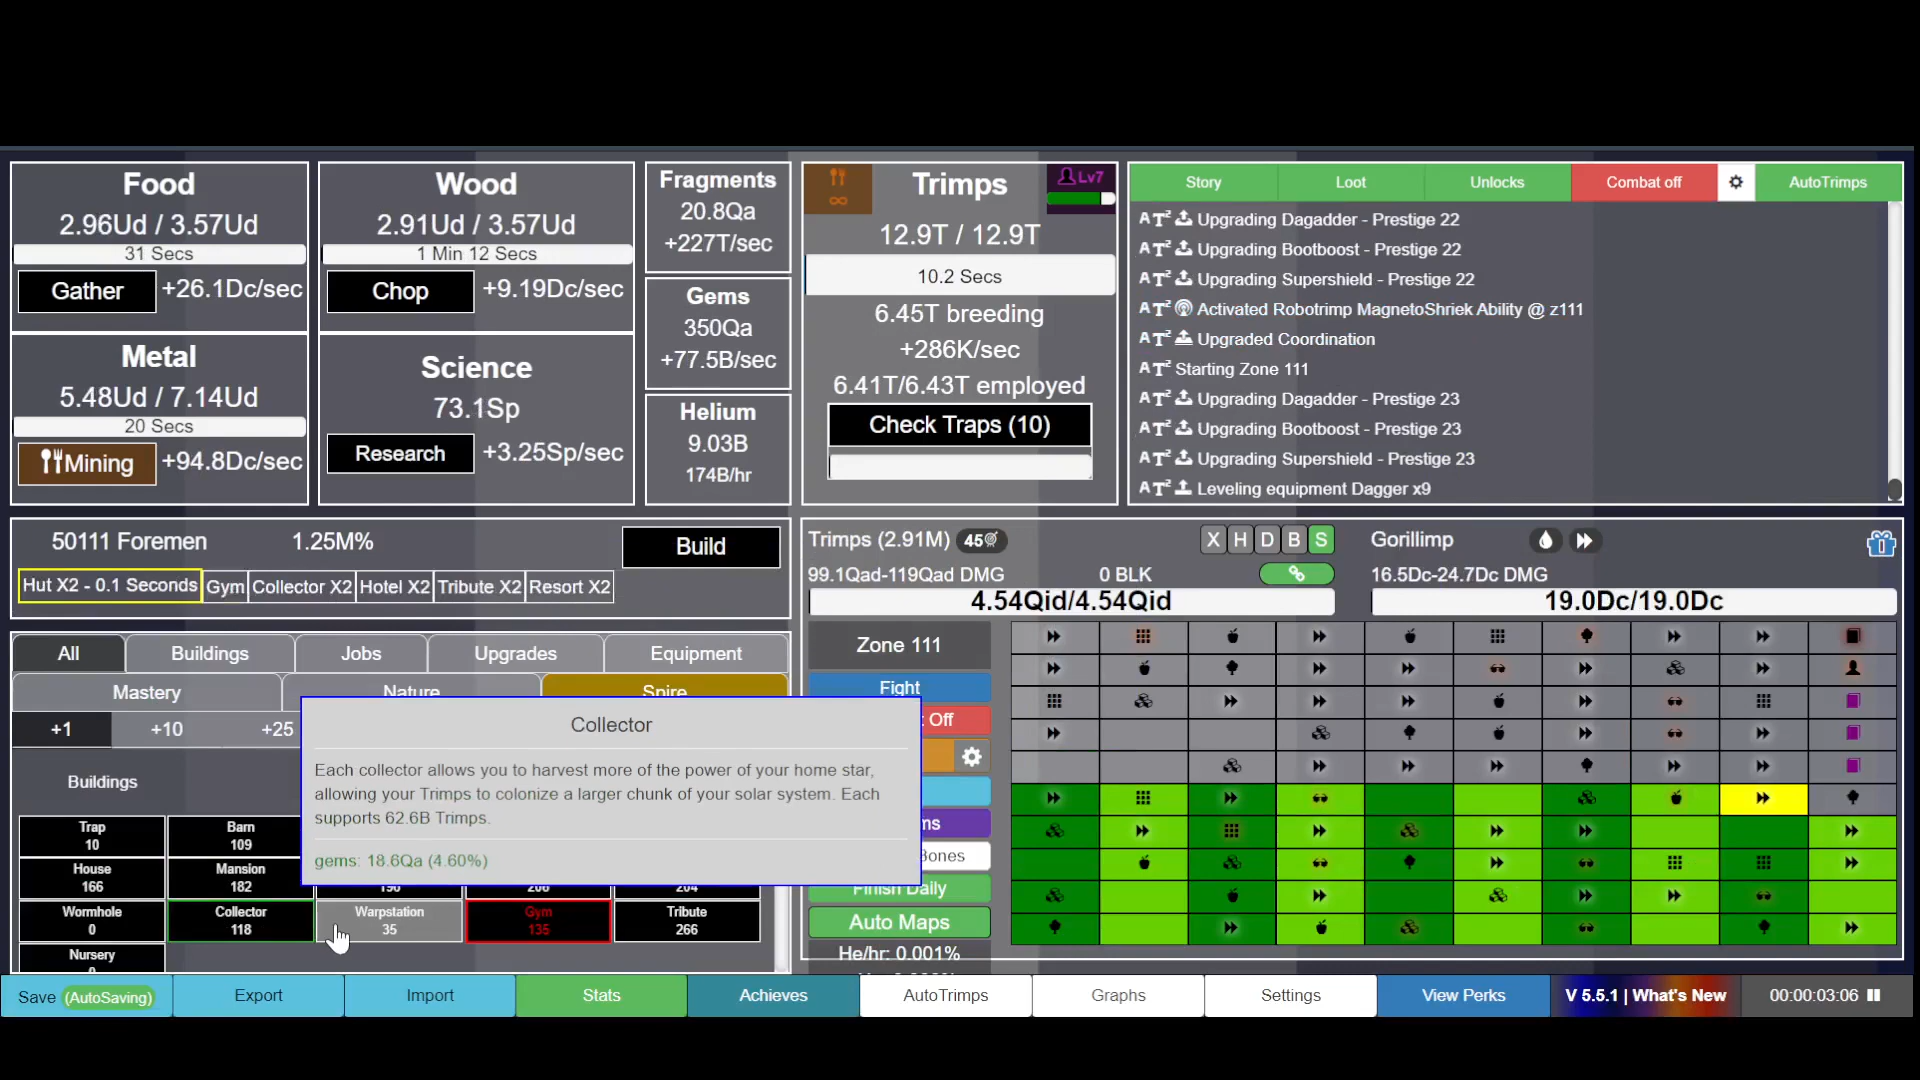 Food
2.96Ud / 3.57Ud
31 Secs
Gather
+26.1Dc/sec
Wood
2.91Ud / 3.57Ud
1 Min 12 Secs
Chop
+9.19Dc/sec
Metal
5.48Ud / 7.14Ud
20 Secs
Mining
+94.8Dc/sec
Science
73.1Sp
Research
+3.25Sp/sec
Fragments
20.8Qa
+227T/sec
Gems
350Qa
+77.5B/sec
Helium
9.03B
174B/hr
∞
Trimps
Lv7
12.9T / 12.9T
10.2 Secs
6.45T breeding
+286K/sec
6.41T/6.43T employed
Check Traps (10)
Story
Loot
Unlocks
Combat off
AutoTrimps
AT² Upgrading Dagadder - Prestige 22
AT² Upgrading Bootboost - Prestige 22
AT² Upgrading Supershield - Prestige 22
AT² Activated Robotrimp MagnetoShriek Ability @ z111
AT² Upgraded Coordination
AT² Starting Zone 111
AT² Upgrading Dagadder - Prestige 23
AT² Upgrading Bootboost - Prestige 23
AT² Upgrading Supershield - Prestige 23
AT² Leveling equipment Dagger x9
50111 Foremen
1.25M%
Build
Hut X2 - 0.1 Seconds
Gym
Collector X2
Hotel X2
Tribute X2
Resort X2
All
Buildings
Jobs
Upgrades
Equipment
Mastery
Nature
Spire
+1
+10
+25
Buildings
Collector
Each collector allows you to harvest more of the power of your home star,
allowing your Trimps to colonize a larger chunk of your solar system. Each
supports 62.6B Trimps.
gems: 18.6Qa (4.60%)
Trap
10
Barn
109
House
166
Mansion
182
Wormhole
0
Collector
118
Warpstation
35
Gym
135
Tribute
266
Nursery
Trimps (2.91M)
45
X
H
D
B
S
99.1Qad-119Qad DMG
0 BLK
4.54Qid/4.54Qid
Gorillimp
16.5Dc-24.7Dc DMG
19.0Dc/19.0Dc
Zone 111
Fight
Off
ms
Bones
Finish Daily
Auto Maps
He/hr: 0.001%
Save (AutoSaving)
Export
Import
Stats
Achieves
AutoTrimps
Graphs
Settings
View Perks
V 5.5.1 | What's New
00:00:03:06